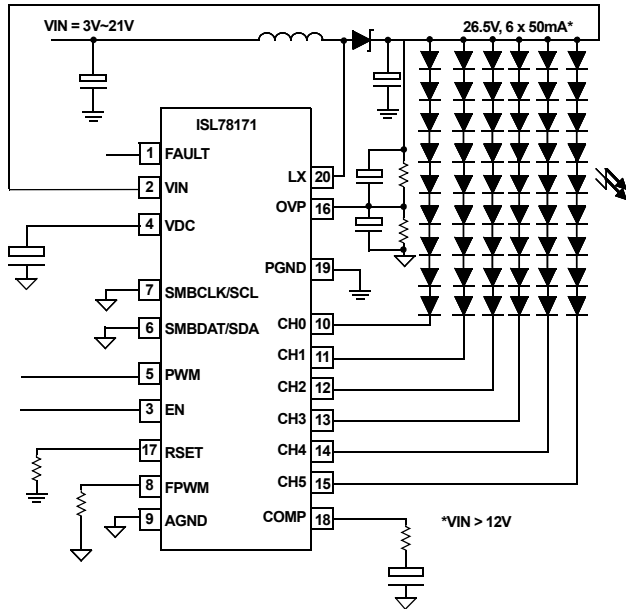 VIN = 3V~21V
26.5V, 6 x 50mA*
ISL78171
1 FAULT
2 VIN
4 VDC
7 SMBCLK/SCL
6 SMBDAT/SDA
5 PWM
3 EN
17 RSET
8 FPWM
9 AGND
LX 20
OVP 16
PGND 19
CH0 10
CH1 11
CH2 12
CH3 13
CH4 14
CH5 15
COMP 18
*VIN > 12V